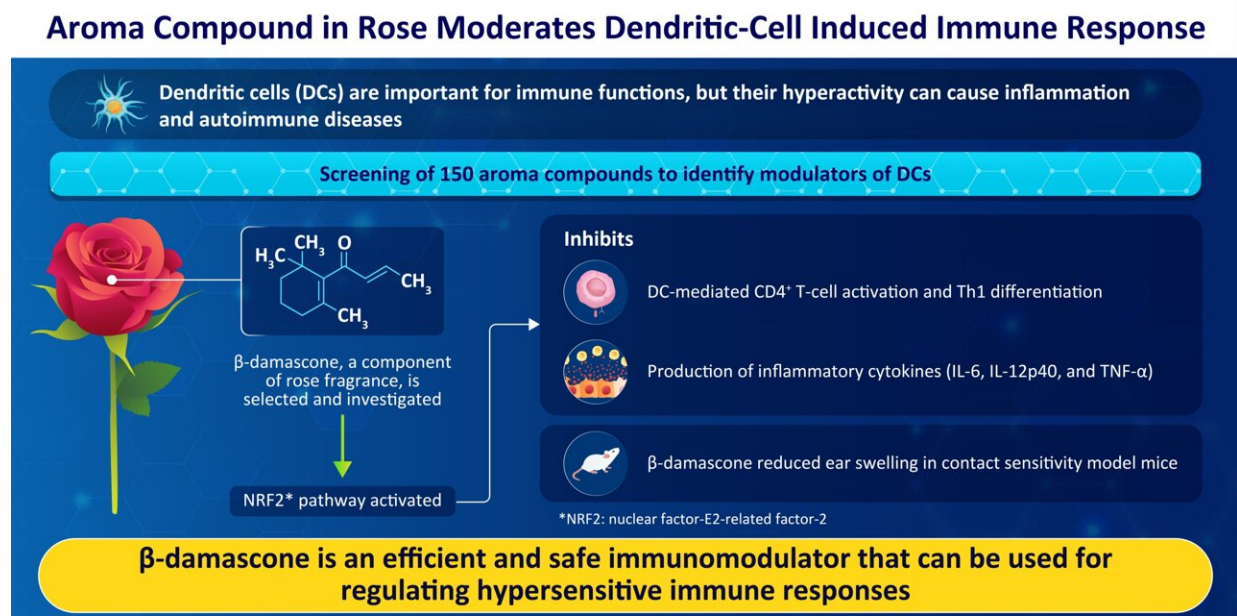 Aroma Compound in Rose Moderates Dendritic-Cell Induced Immune Response
Dendritic cells (DCs) are important for immune functions, but their hyperactivity can cause inflammation
and autoimmune diseases
Screening of 150 aroma compounds to identify modulators of DCs
H₃C
CH₃
O
CH₃
CH₃
β-damascone, a component
of rose fragrance, is
selected and investigated
NRF2* pathway activated
Inhibits
DC-mediated CD4⁺ T-cell activation and Th1 differentiation
Production of inflammatory cytokines (IL-6, IL-12p40, and TNF-α)
β-damascone reduced ear swelling in contact sensitivity model mice
*NRF2: nuclear factor-E2-related factor-2
β-damascone is an efficient and safe immunomodulator that can be used for
regulating hypersensitive immune responses